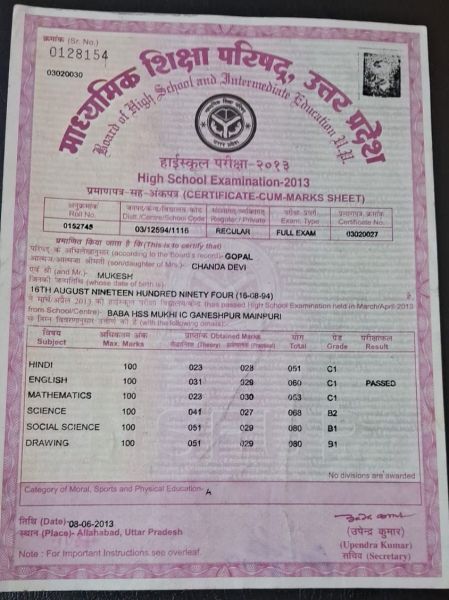 क्रमांक (Sr. No.)
0128154
03020030
माध्यमिक शिक्षा परिषद्, उत्तर प्रदेश
Board of High School and Intermediate Education U.P.
हाईस्कूल परीक्षा-२०१३
High School Examination-2013
प्रमाणपत्र-सह-अंकपत्र (CERTIFICATE-CUM-MARKS SHEET)
अनुक्रमांक जनपद/केन्द्र/विद्यालय कोड संस्थागत/व्यक्तिगत परीक्षा प्रकार प्रमाणपत्र क्रमांक
Roll No. Distt./Centre/School Code Regular / Private Exam. Type Certificate No.
0152745 03/12594/1116 REGULAR FULL EXAM 03020027
प्रमाणित किया जाता है कि(This is to certify that)
परिषद् के अभिलेखानुसार (according to the Board's record)- GOPAL
आत्मज/आत्मजा श्रीमती (son/daughter of Mrs.)- CHANDA DEVI
एवं श्री (and Mr.)- MUKESH
जिनकी जन्मतिथि (whose date of birth is)-
16TH AUGUST NINETEEN HUNDRED NINETY FOUR (16-08-94)
ने मार्च/अप्रैल 2013 की हाईस्कूल परीक्षा has passed High School Examination held in March/April-2013
from School/Centre)- BABA HSS MUKHI IC GANESHPUR MAINPURI
से निम्न विवरणानुसार उत्तीर्ण की है (with the following details)
विषय अधिकतम अंक प्राप्तांक Obtained Marks योग ग्रेड परीक्षाफल
Subject Max. Marks सैद्धान्तिक (Theory) प्रयोगात्मक (Practical) Total Grade Result
HINDI 100 023 028 051 C1
ENGLISH 100 031 029 060 C1 PASSED
MATHEMATICS 100 023 030 053 C1
SCIENCE 100 041 027 068 B2
SOCIAL SCIENCE 100 051 029 080 B1
DRAWING 100 051 029 080 B1
No divisions are awarded
Category of Moral, Sports and Physical Education- A
तिथि (Date)-08-06-2013
स्थान (Place)- Allahabad, Uttar Pradesh
(उपेन्द्र कुमार)
(Upendra Kumar)
सचिव (Secretary)
Note : For Important Instructions see overleaf.